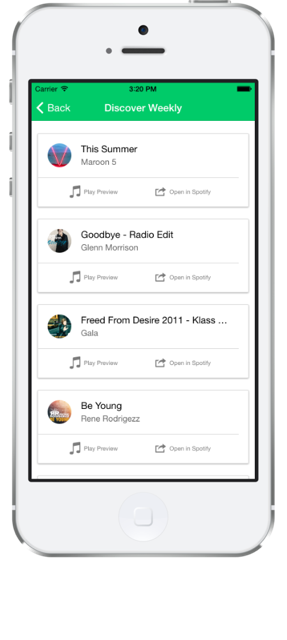 Carrier 3:20 PM
Back Discover Weekly
This Summer
Maroon 5
Play Preview Open in Spotify
Goodbye - Radio Edit
Glenn Morrison
Play Preview Open in Spotify
Freed From Desire 2011 - Klass ...
Gala
Play Preview Open in Spotify
Be Young
Rene Rodrigezz
Play Preview Open in Spotify